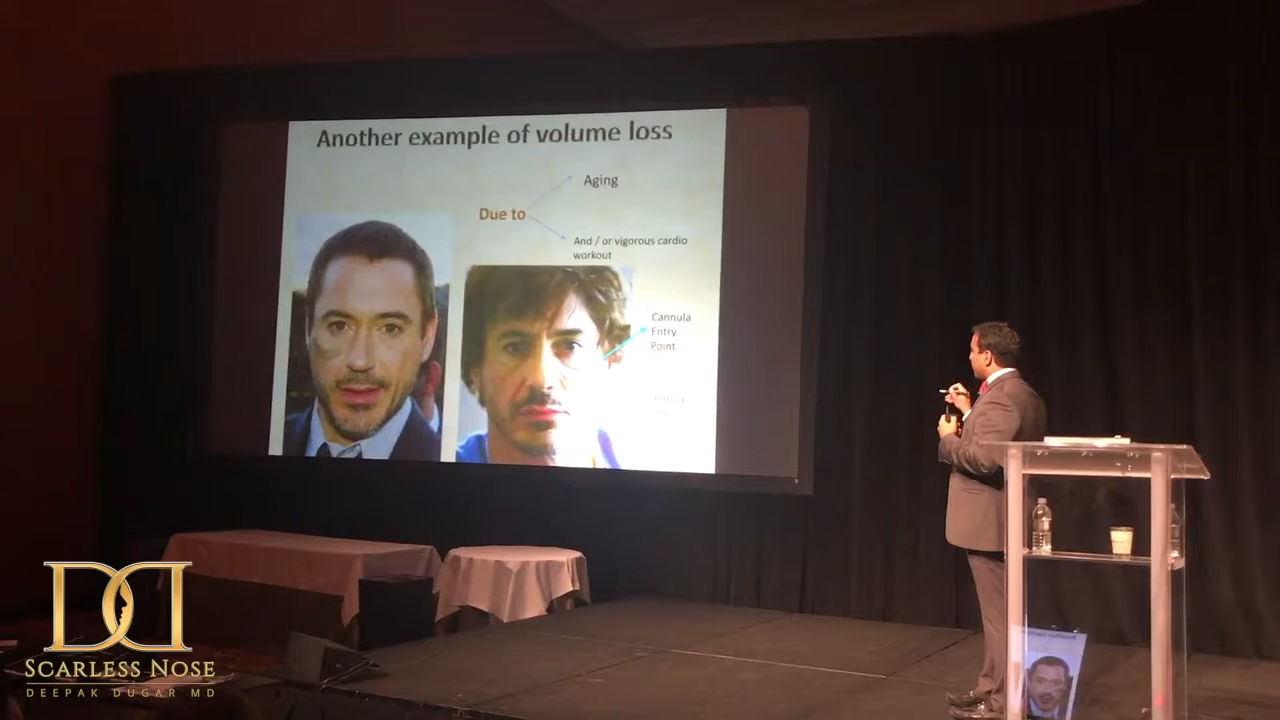 Another example of volume loss
Aging
Due to
And / or vigorous cardio
workout
Cannula
Entry
Point
SCARLESS NOSE
DEEPAK DUGAR MD